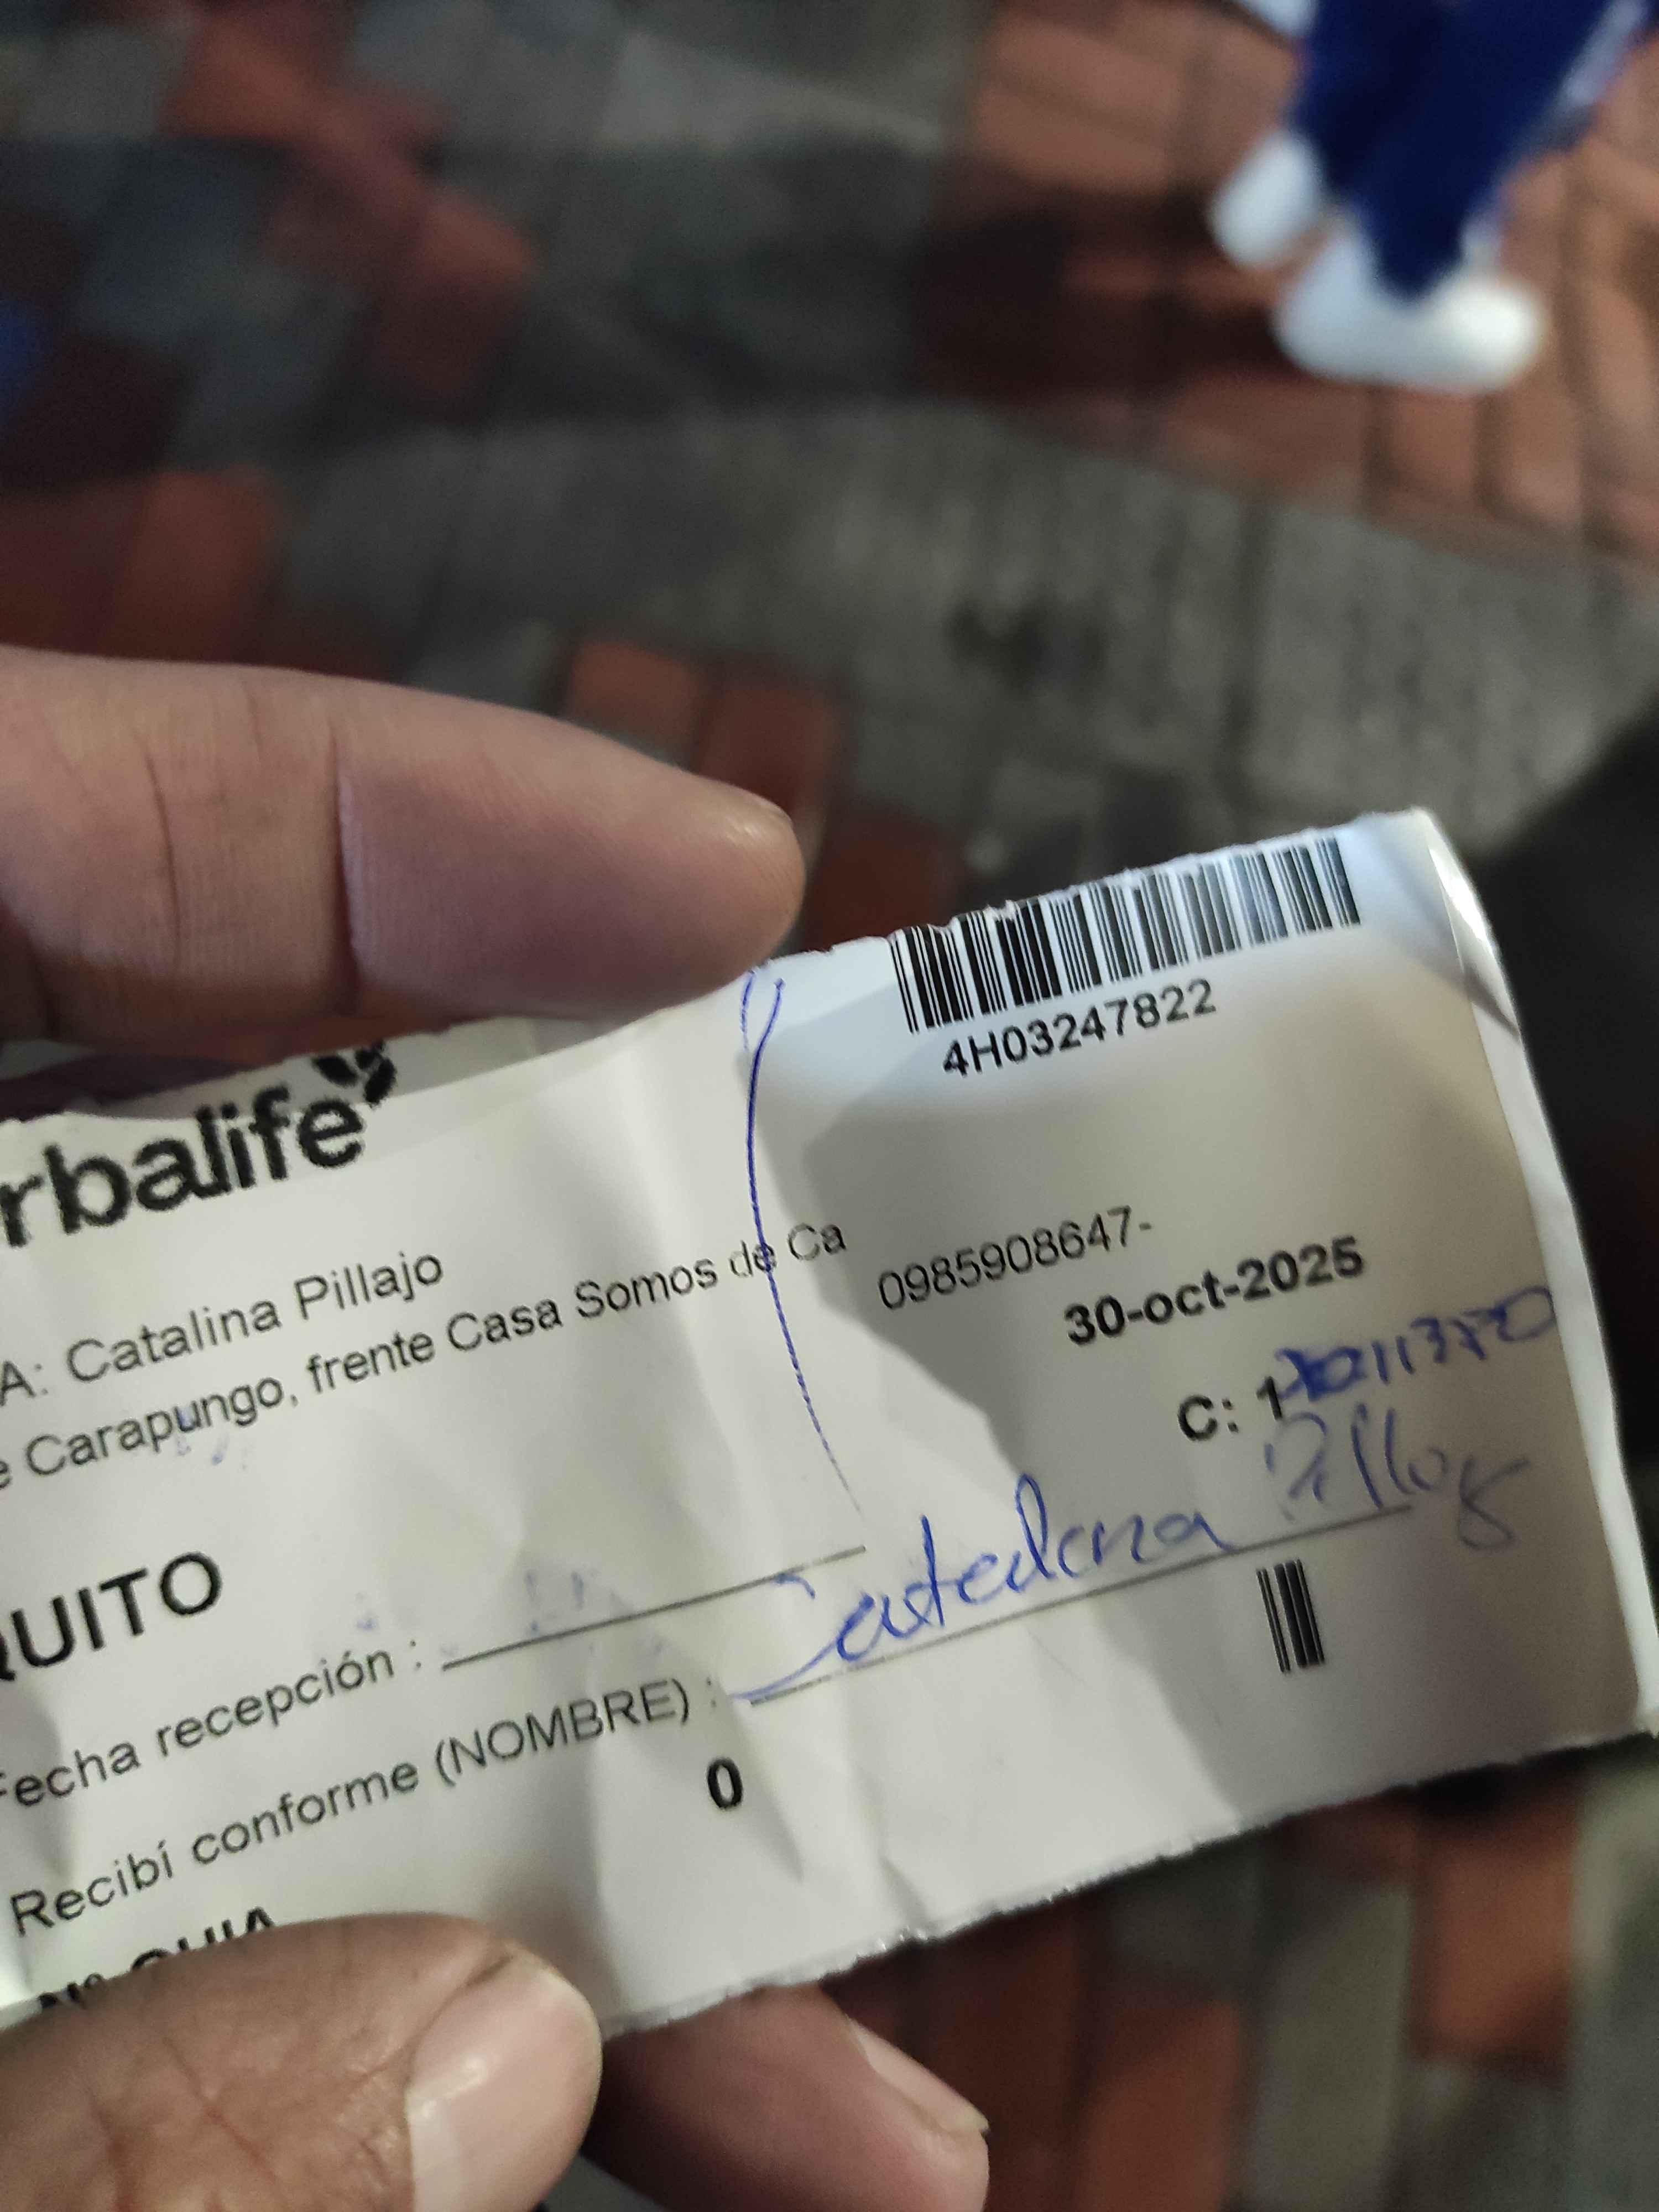 4H03247822
rbalife
A: Catalina Pillajo
0985908647-
e Carapungo, frente Casa Somos de Ca
30-oct-2025
C: 1
UITO
Fecha recepción :
Recibí conforme (NOMBRE) :
0